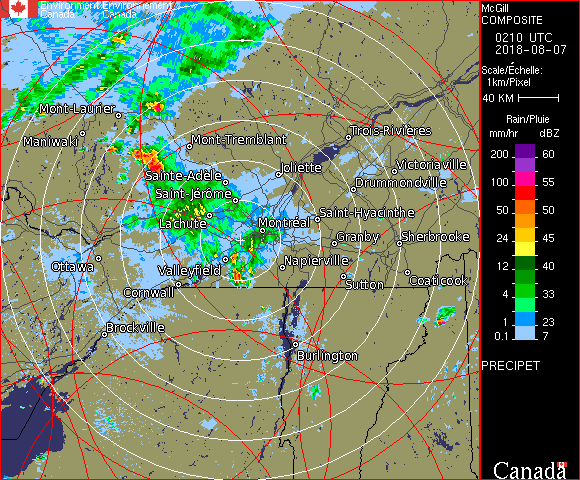 Environment Environnement
Canada Canada
McGill
COMPOSITE
0210 UTC
2018-08-07
Scale/Échelle:
1km/Pixel
40 KM
Rain/Pluie
mm/hr dBZ
200 60
100 55
50 50
24 45
12 40
4 33
2 30
1 23
0.1 7
PRECIPET
Canada
Mont-Laurier
Maniwaki
Mont-Tremblant
Trois-Rivières
Sainte-Adèle
Joliette
Victoriaville
Drummondville
Saint-Jérôme
Lachute
Montréal
Saint-Hyacinthe
Granby
Sherbrooke
Ottawa
Valleyfield
Napierville
Cornwall
Sutton
Coaticook
Brockville
Burlington